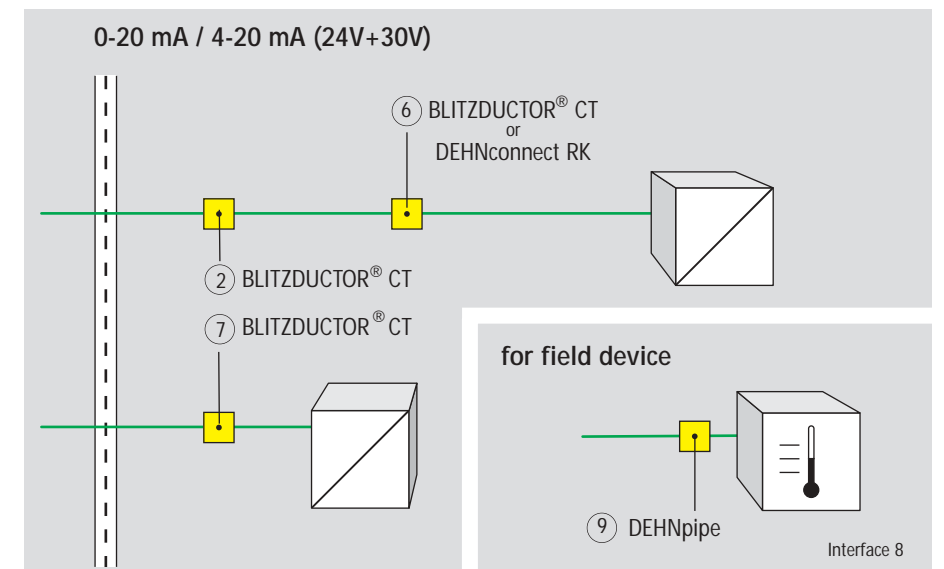 0-20 mA / 4-20 mA (24V+30V)
6 BLITZDUCTOR® CT
or
DEHNconnect RK
2 BLITZDUCTOR® CT
7 BLITZDUCTOR® CT
for field device
9 DEHNpipe
Interface 8